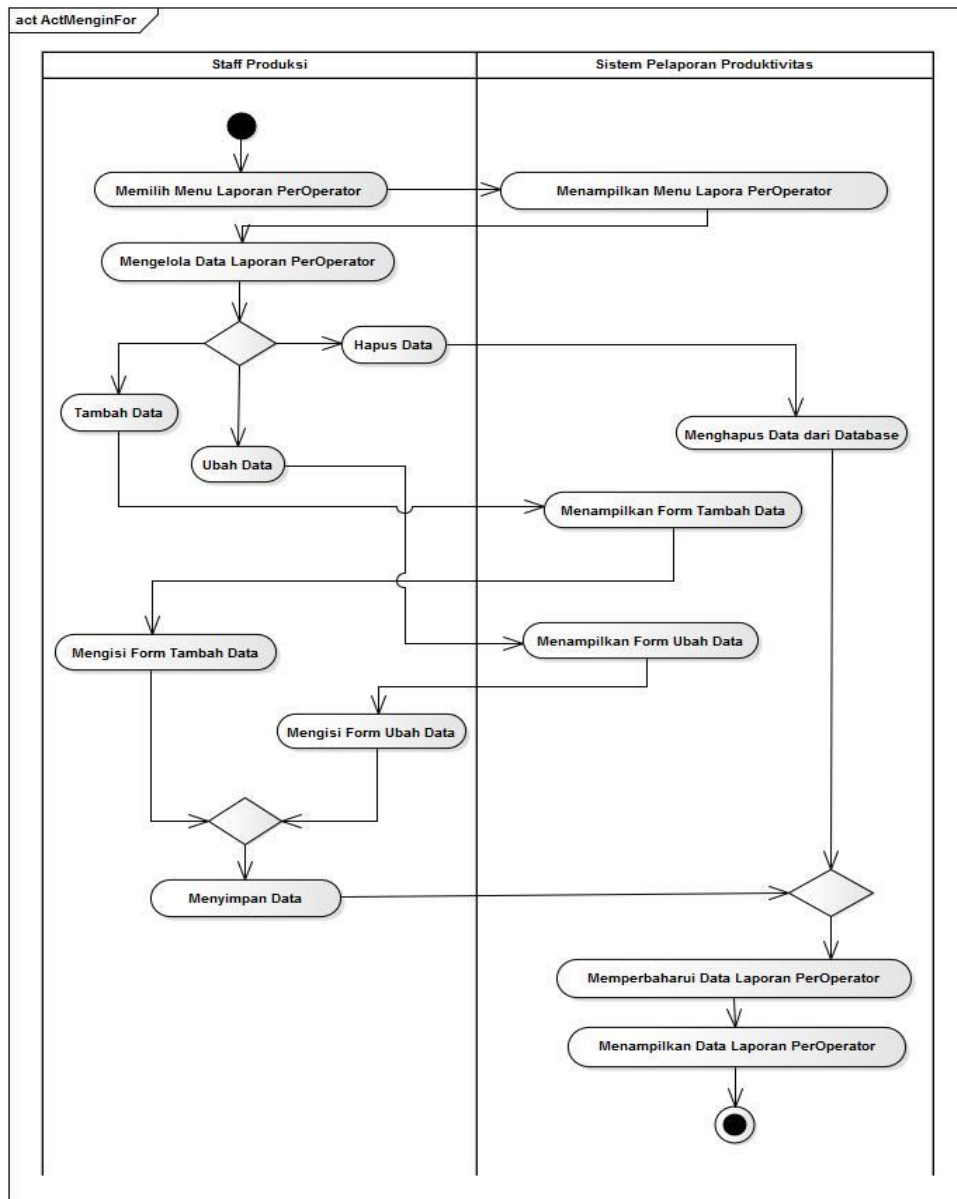 act ActMenginFor
Staff Produksi
Sistem Pelaporan Produktivitas
Memilih Menu Laporan PerOperator
Menampilkan Menu Lapora PerOperator
Mengelola Data Laporan PerOperator
Hapus Data
Tambah Data
Menghapus Data dari Database
Ubah Data
Menampilkan Form Tambah Data
Mengisi Form Tambah Data
Menampilkan Form Ubah Data
Mengisi Form Ubah Data
Menyimpan Data
Memperbaharui Data Laporan PerOperator
Menampilkan Data Laporan PerOperator